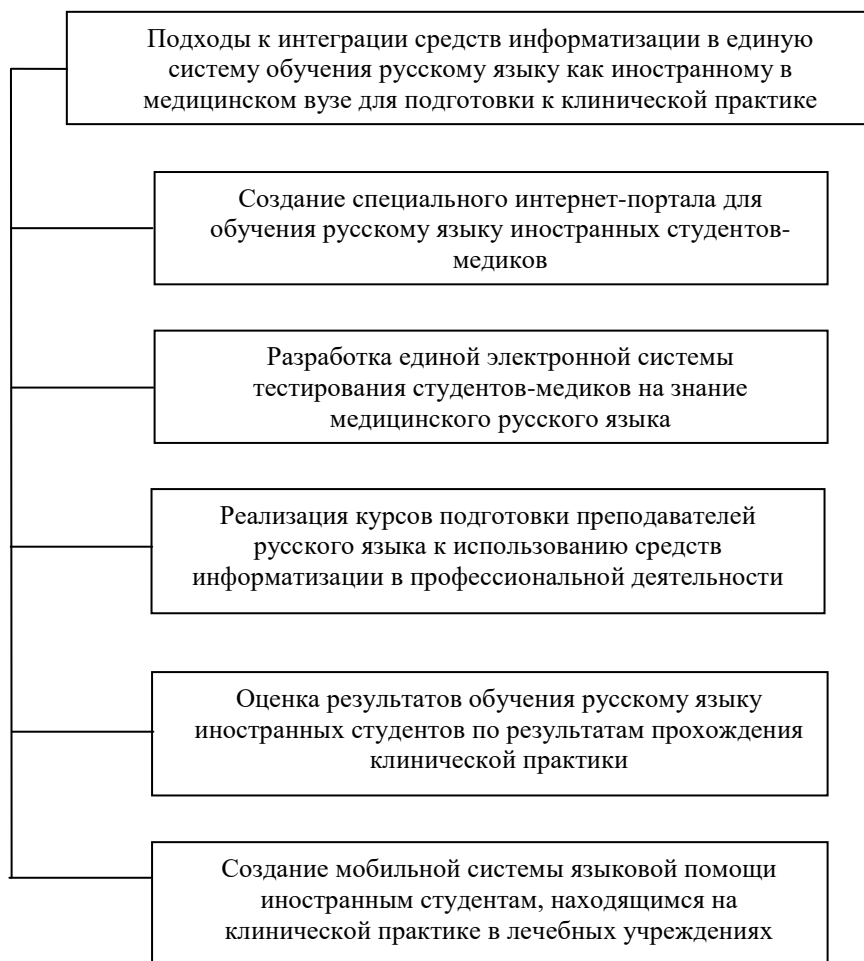 Подходы к интеграции средств информатизации в единую
систему обучения русскому языку как иностранному в
медицинском вузе для подготовки к клинической практике
Создание специального интернет-портала для
обучения русскому языку иностранных студентов-
медиков
Разработка единой электронной системы
тестирования студентов-медиков на знание
медицинского русского языка
Реализация курсов подготовки преподавателей
русского языка к использованию средств
информатизации в профессиональной деятельности
Оценка результатов обучения русскому языку
иностранных студентов по результатам прохождения
клинической практики
Создание мобильной системы языковой помощи
иностранным студентам, находящимся на
клинической практике в лечебных учреждениях